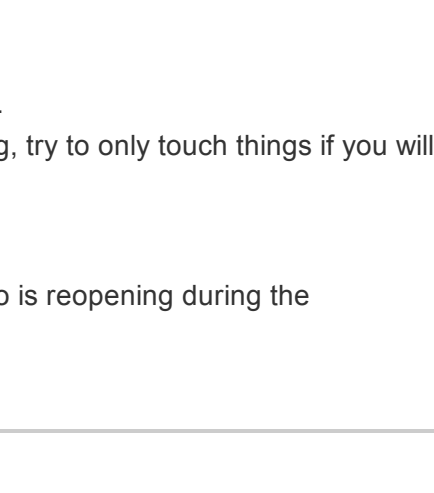 .
g, try to only touch things if you will
o is reopening during the